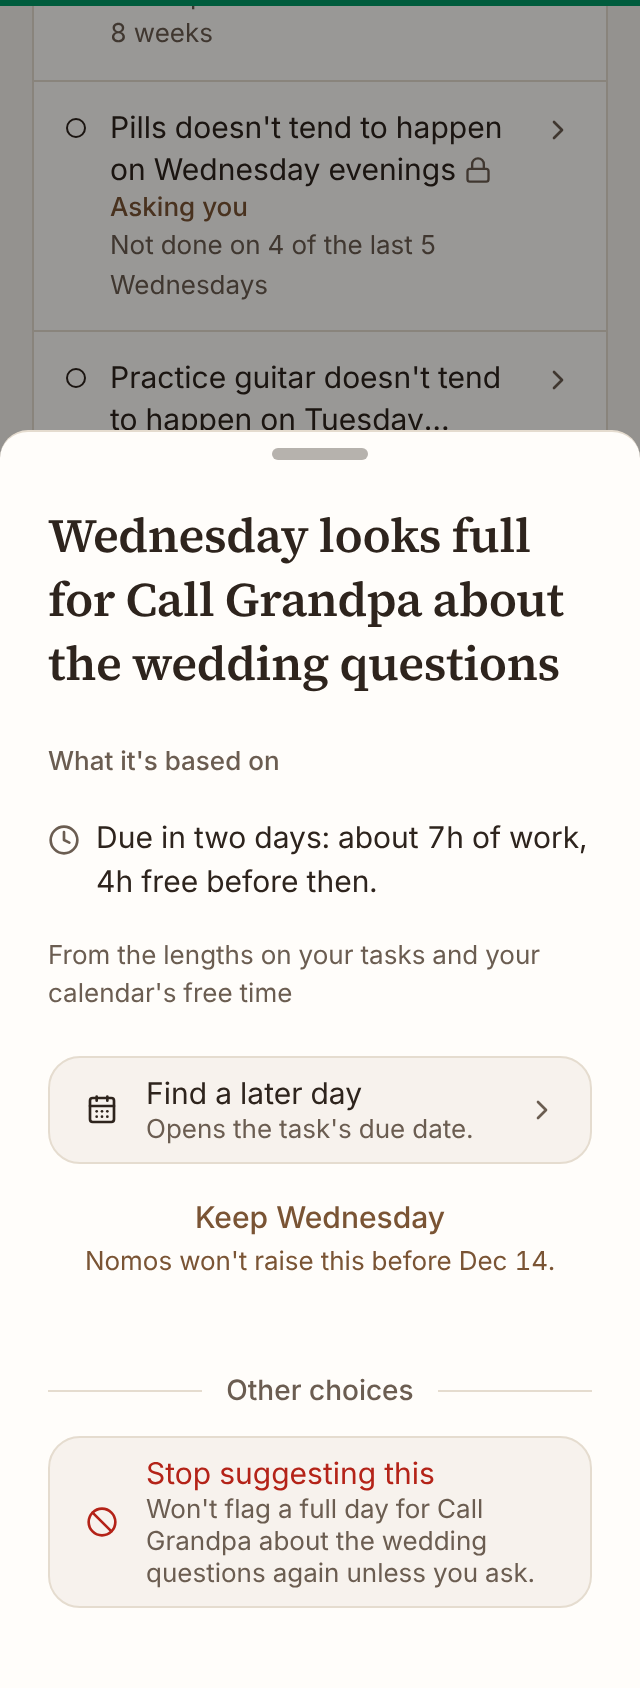 8 weeks
Pills doesn't tend to happen
on Wednesday evenings
Asking you
Not done on 4 of the last 5
Wednesdays
Practice guitar doesn't tend
to happen on Tuesday...
Wednesday looks full
for Call Grandpa about
the wedding questions
What it's based on
Due in two days: about 7h of work,
4h free before then.
From the lengths on your tasks and your
calendar's free time
Find a later day
Opens the task's due date.
Keep Wednesday
Nomos won't raise this before Dec 14.
Other choices
Stop suggesting this
Won't flag a full day for Call
Grandpa about the wedding
questions again unless you ask.